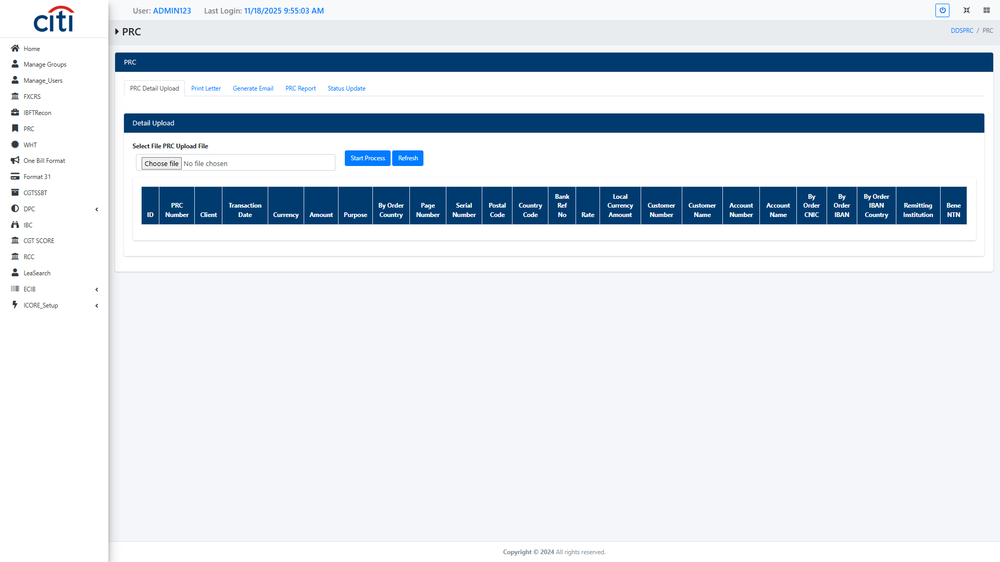 citi
User: ADMIN123 Last Login: 11/18/2025 9:55:03 AM
PRC
DDSPRC / PRC
Home
Manage Groups
Manage_Users
FXCRS
IBFTRecon
PRC
WHT
One Bill Format
Format 31
CGTSSBT
DPC
IBC
CGT SCORE
RCC
LeaSearch
ECIB
ICORE_Setup
PRC
PRC Detail Upload Print Letter Generate Email PRC Report Status Update
Detail Upload
Select File PRC Upload File
Choose file No file chosen Start Process Refresh
ID
PRC Number
Client
Transaction Date
Currency
Amount
Purpose
By Order Country
Page Number
Serial Number
Postal Code
Country Code
Bank Ref No
Rate
Local Currency Amount
Customer Number
Customer Name
Account Number
Account Name
By Order CNIC
By Order IBAN
By Order IBAN Country
Remitting Institution
Bene NTN
Copyright © 2024 All rights reserved.